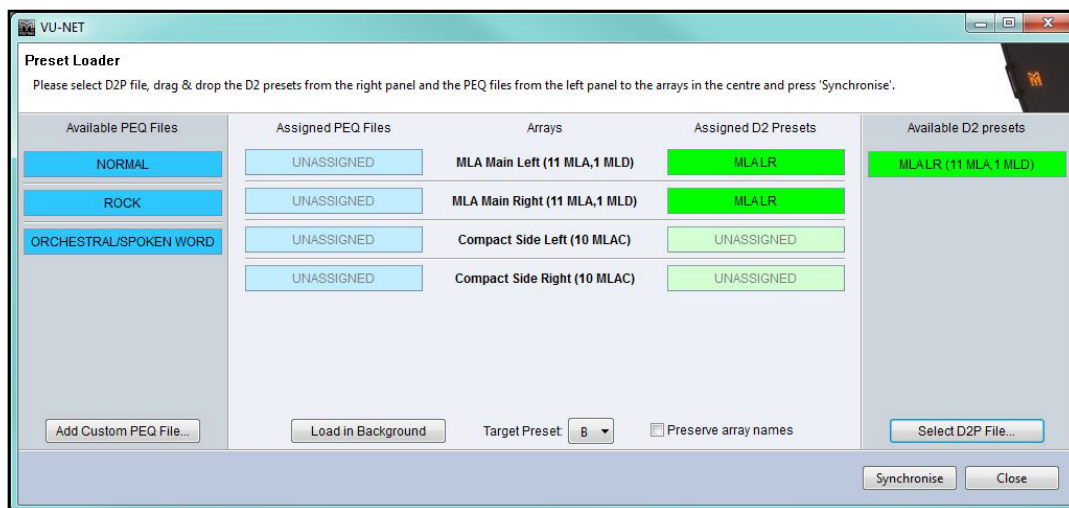 VU-NET
Preset Loader
Please select D2P file, drag & drop the D2 presets from the right panel and the PEQ files from the left panel to the arrays in the centre and press 'Synchronise'.
Available PEQ Files Assigned PEQ Files Arrays Assigned D2 Presets Available D2 presets
NORMAL UNASSIGNED MLA Main Left (11 MLA,1 MLD) MLALR MLALR (11 MLA,1 MLD)
ROCK UNASSIGNED MLA Main Right (11 MLA,1 MLD) MLALR
ORCHESTRAL/SPOKEN WORD UNASSIGNED Compact Side Left (10 MLAC) UNASSIGNED
UNASSIGNED Compact Side Right (10 MLAC) UNASSIGNED
Add Custom PEQ File... Load in Background Target Preset: B Preserve array names Select D2P File...
Synchronise Close